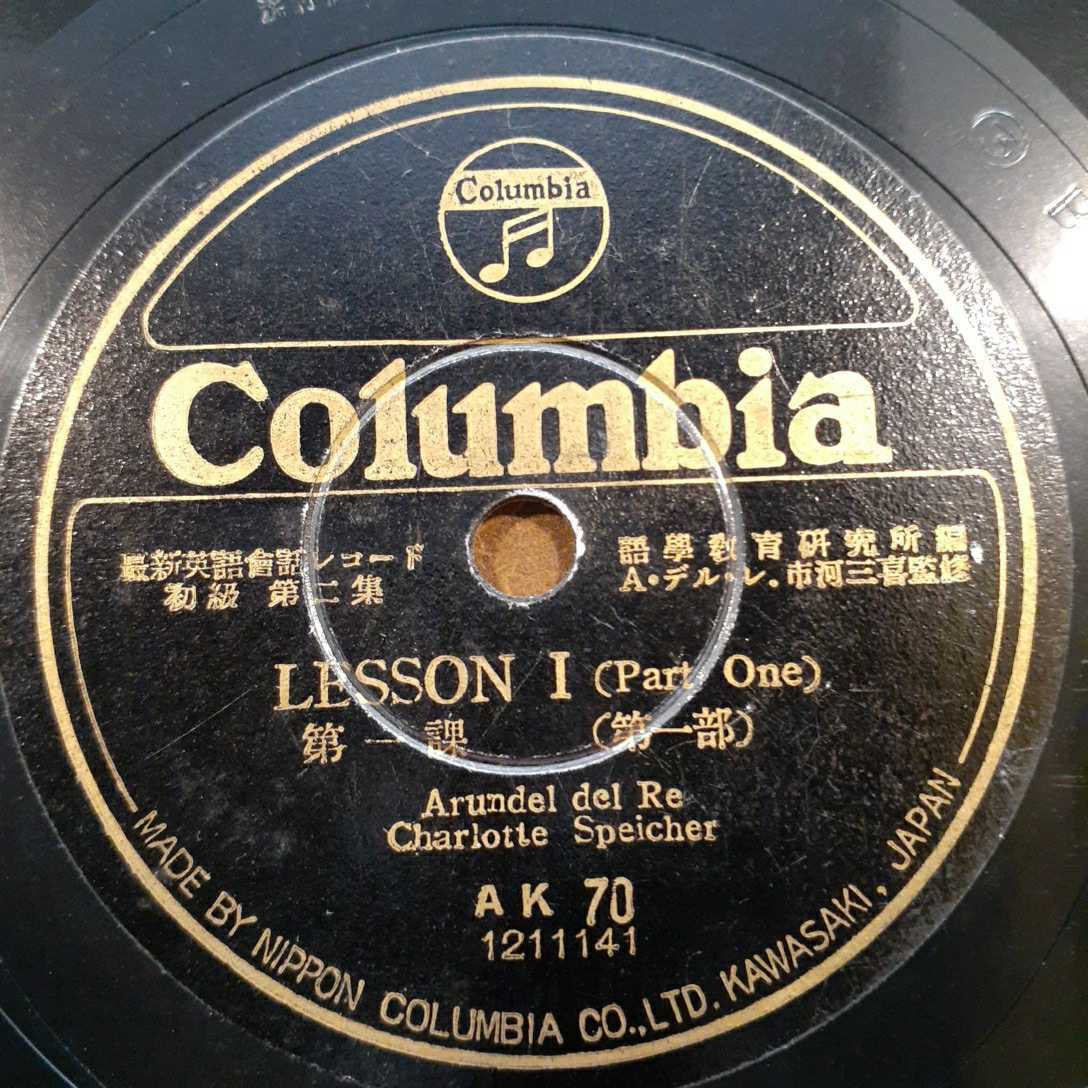 Columbia
Columbia
最新英語會話レコード
初級 第二集
語學敎育研究所編
A・デル・レ. 市河三喜監修
LESSON I (Part One)
第一課 (第一部)
Arundel del Re
Charlotte Speicher
AK 70
1211141
MADE BY NIPPON COLUMBIA CO., LTD. KAWASAKI, JAPAN